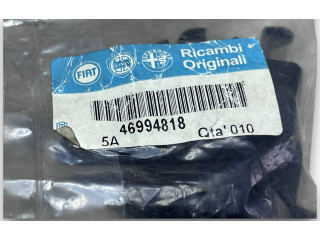 FIAT
Ricambi
Originali
46994818
5A Qta' 010